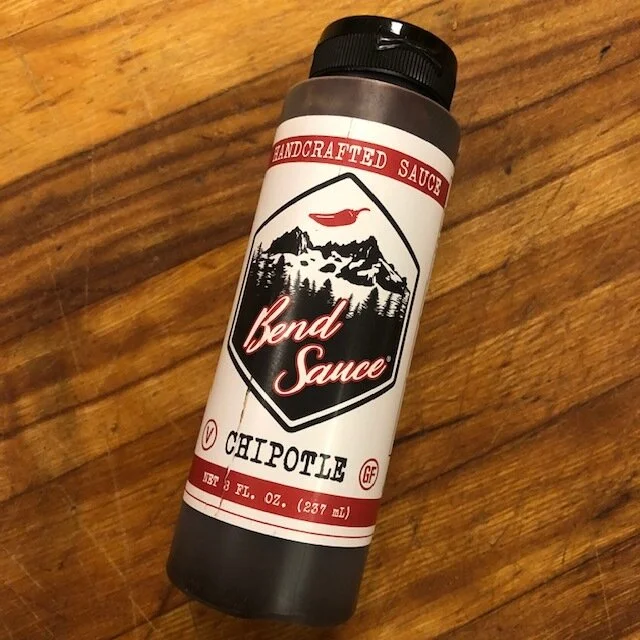 HANDCRAFTED SAUCE
Bend
Sauce®
V CHIPOTLE GF
NET 8 FL. OZ. (237 mL)